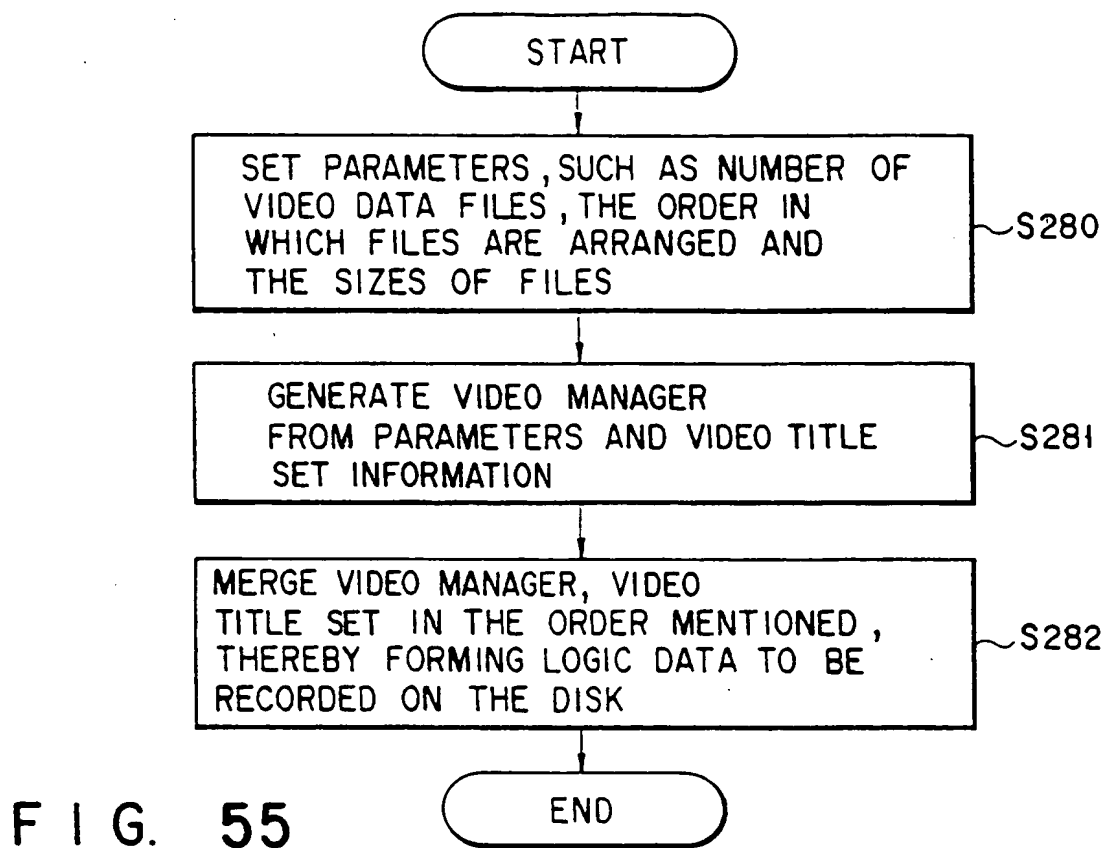 START
SET PARAMETERS, SUCH AS NUMBER OF
VIDEO DATA FILES, THE ORDER IN
WHICH FILES ARE ARRANGED AND
THE SIZES OF FILES
S280
GENERATE VIDEO MANAGER
FROM PARAMETERS AND VIDEO TITLE
SET INFORMATION
S281
MERGE VIDEO MANAGER, VIDEO
TITLE SET IN THE ORDER MENTIONED,
THEREBY FORMING LOGIC DATA TO BE
RECORDED ON THE DISK
S282
END
FIG. 55